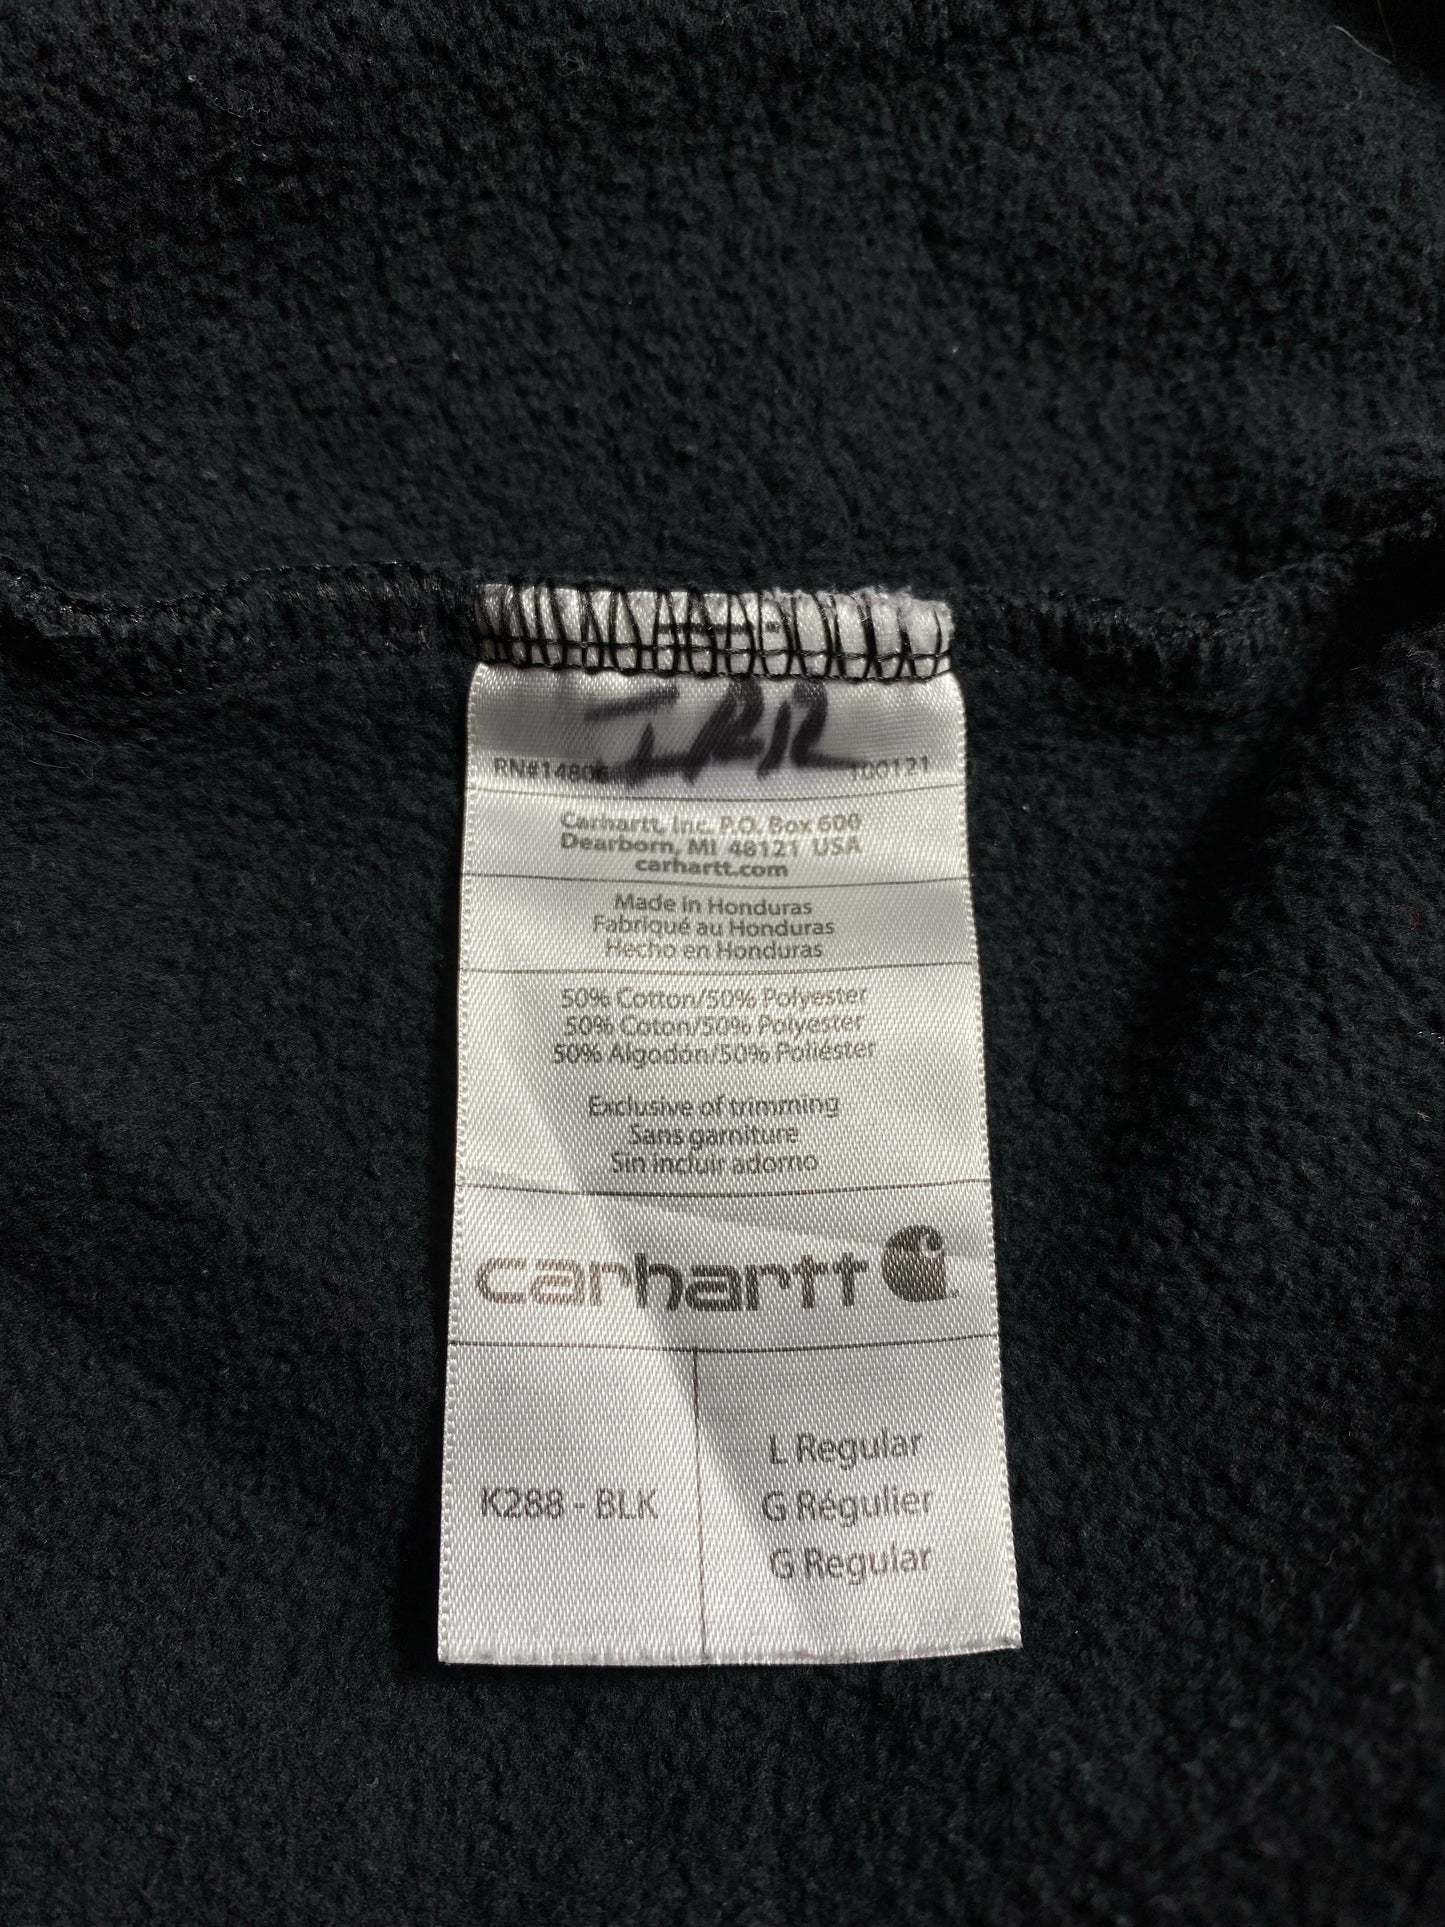 IRR
RN#14806 100121
Carhartt, Inc. P.O. Box 600
Dearborn, MI 48121 USA
carhartt.com
Made in Honduras
Fabriqué au Honduras
Hecho en Honduras
50% Cotton/50% Polyester
50% Coton/50% Polyester
50% Algodón/50% Poliéster
Exclusive of trimming
Sans garniture
Sin incluir adorno
carhartt
L Regular
K288 - BLK G Régulier
G Regular